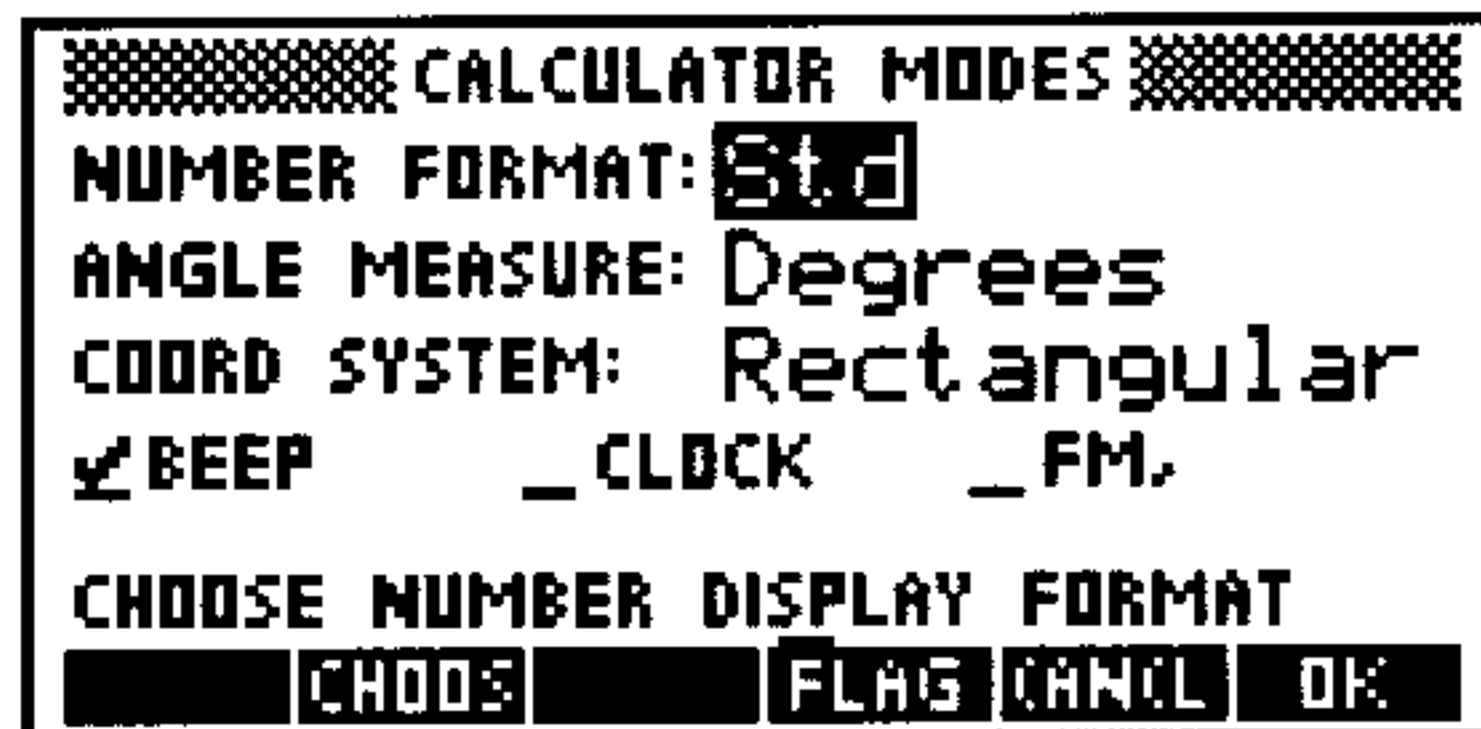 CALCULATOR MODES
NUMBER FORMAT: Std
ANGLE MEASURE: Degrees
COORD SYSTEM: Rectangular
✓BEEP _CLOCK _FM,
CHOOSE NUMBER DISPLAY FORMAT
CHOOS FLAG CANCL OK